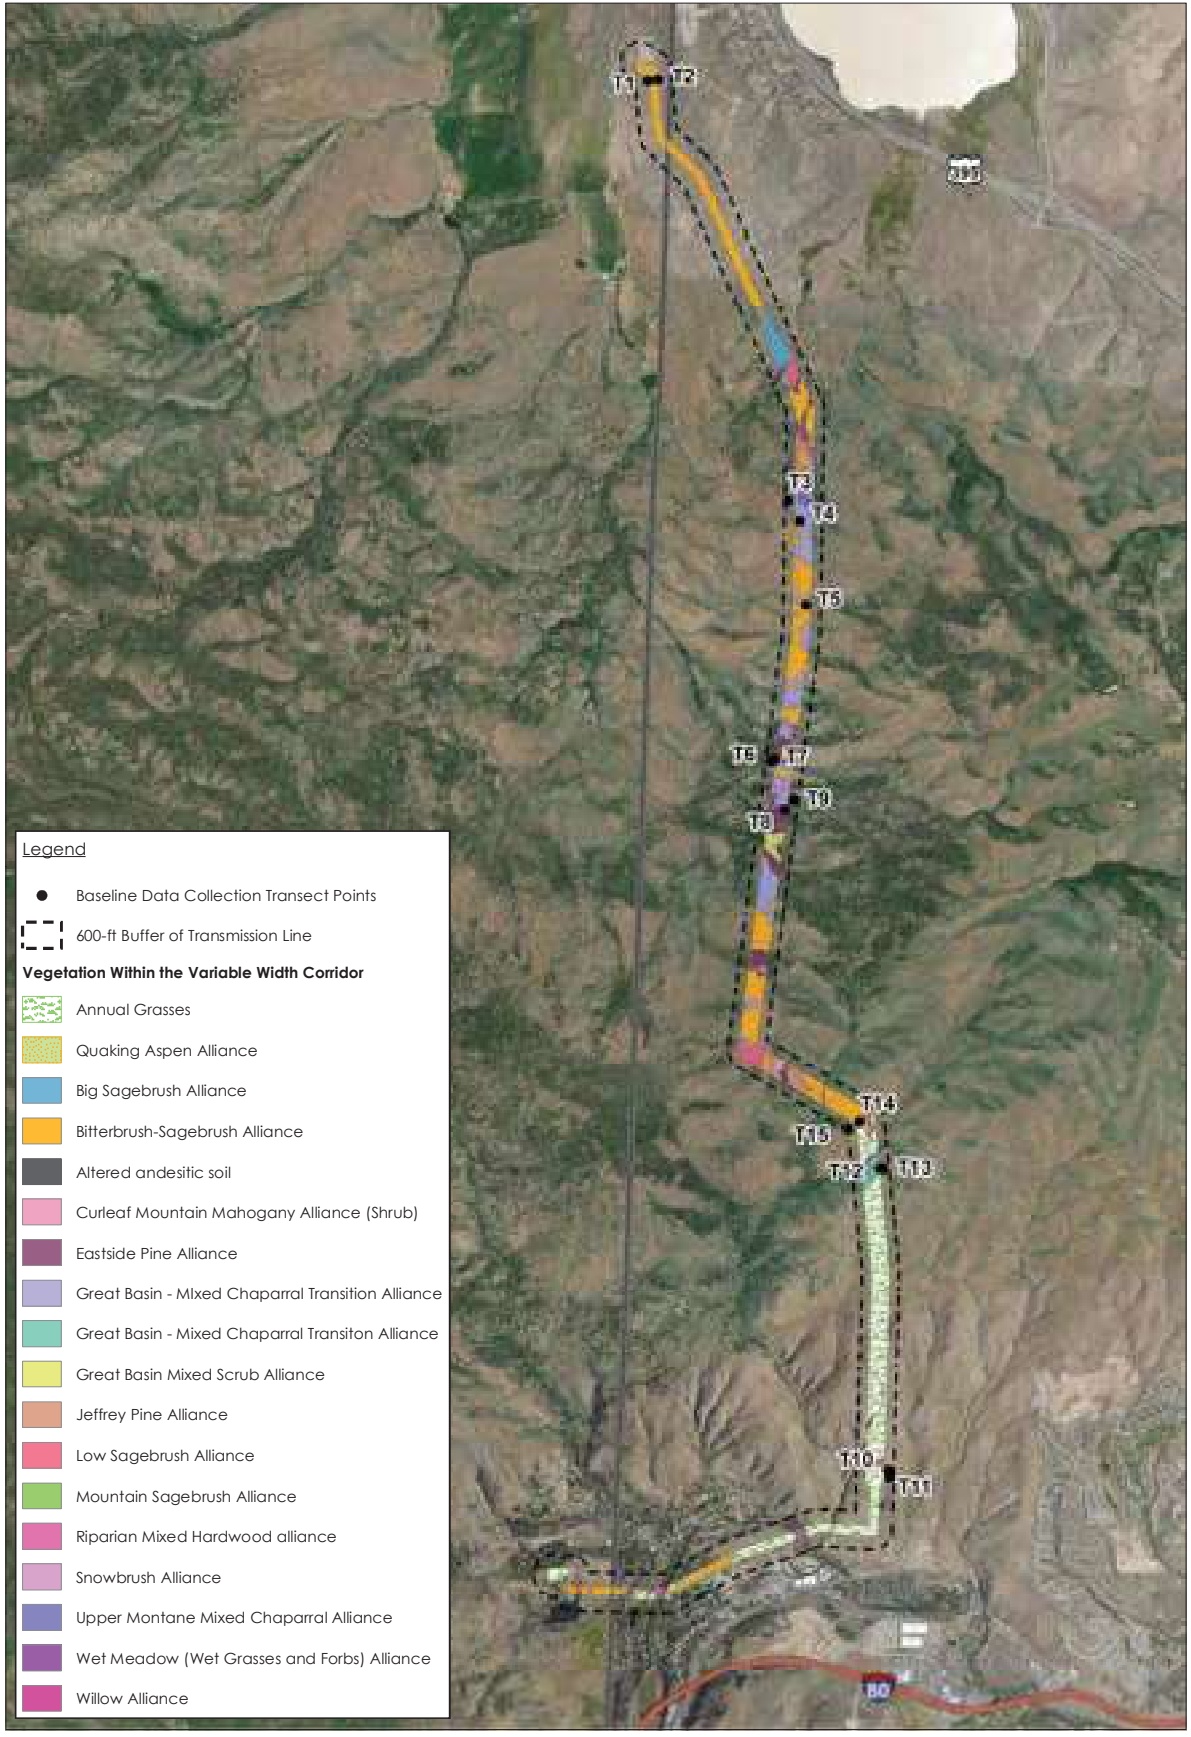 T1
T2
395
T3
T4
T5
T6
T7
T9
T8
Legend
Baseline Data Collection Transect Points
600-ft Buffer of Transmission Line
Vegetation Within the Variable Width Corridor
Annual Grasses
Quaking Aspen Alliance
Big Sagebrush Alliance
Bitterbrush-Sagebrush Alliance
Altered andesitic soil
Curleaf Mountain Mahogany Alliance (Shrub)
Eastside Pine Alliance
Great Basin - MIxed Chaparral Transition Alliance
Great Basin - Mixed Chaparral Transiton Alliance
Great Basin Mixed Scrub Alliance
Jeffrey Pine Alliance
Low Sagebrush Alliance
Mountain Sagebrush Alliance
Riparian Mixed Hardwood alliance
Snowbrush Alliance
Upper Montane Mixed Chaparral Alliance
Wet Meadow (Wet Grasses and Forbs) Alliance
Willow Alliance
T14
T15
T12
T13
T10
T11
80